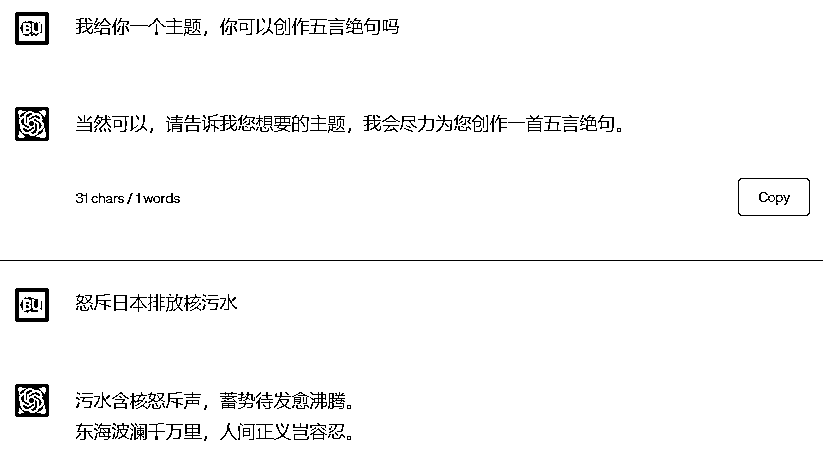 BLI
我给你一个主题，你可以创作五言绝句吗
当然可以，请告诉我您想要的主题，我会尽力为您创作一首五言绝句。
31 chars / 1 words
Copy
BLI
怒斥日本排放核污水
污水含核怒斥声，蓄势待发愈沸腾。
东海波澜千万里，人间正义岂容忍。